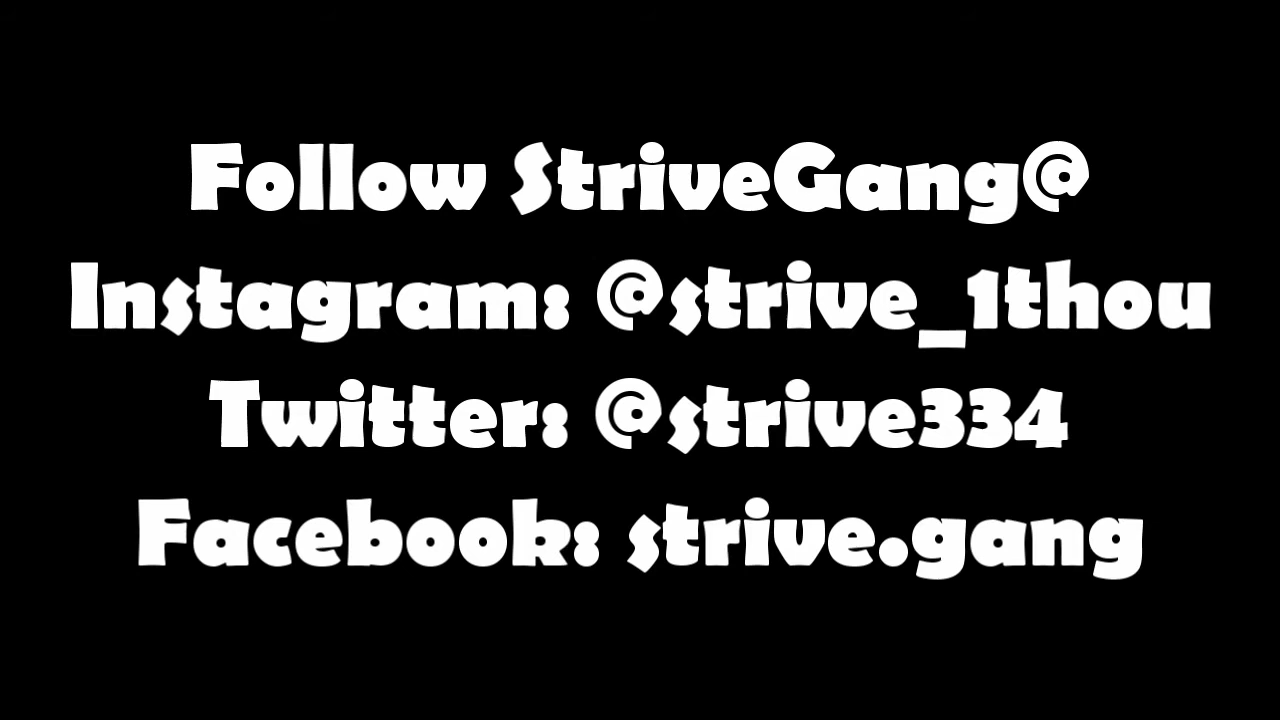 Follow StriveGang@
Instagram: @strive_1thou
Twitter: @strive334
Facebook: strive.gang